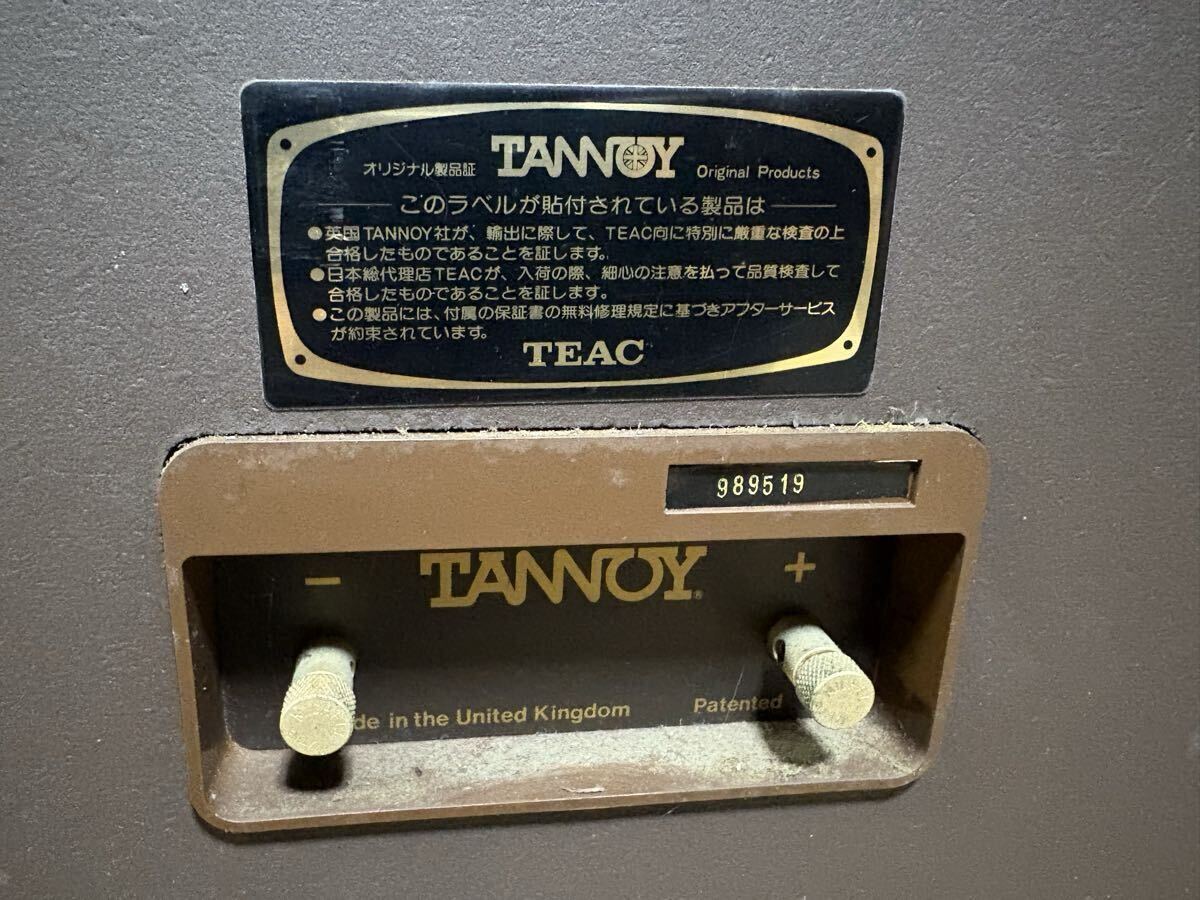 オリジナル製品証 TANNOY Original Products
このラベルが貼付されている製品は
●英国TANNOY社が、輸出に際して、TEAC向に特別に厳重な検査の上
合格したものであることを証します。
●日本総代理店TEACが、入荷の際、細心の注意を払って品質検査して
合格したものであることを証します。
●この製品には、付属の保証書の無料修理規定に基づきアフターサービス
が約束されています。
TEAC
989519
− TANNOY® +
de in the United Kingdom Patented